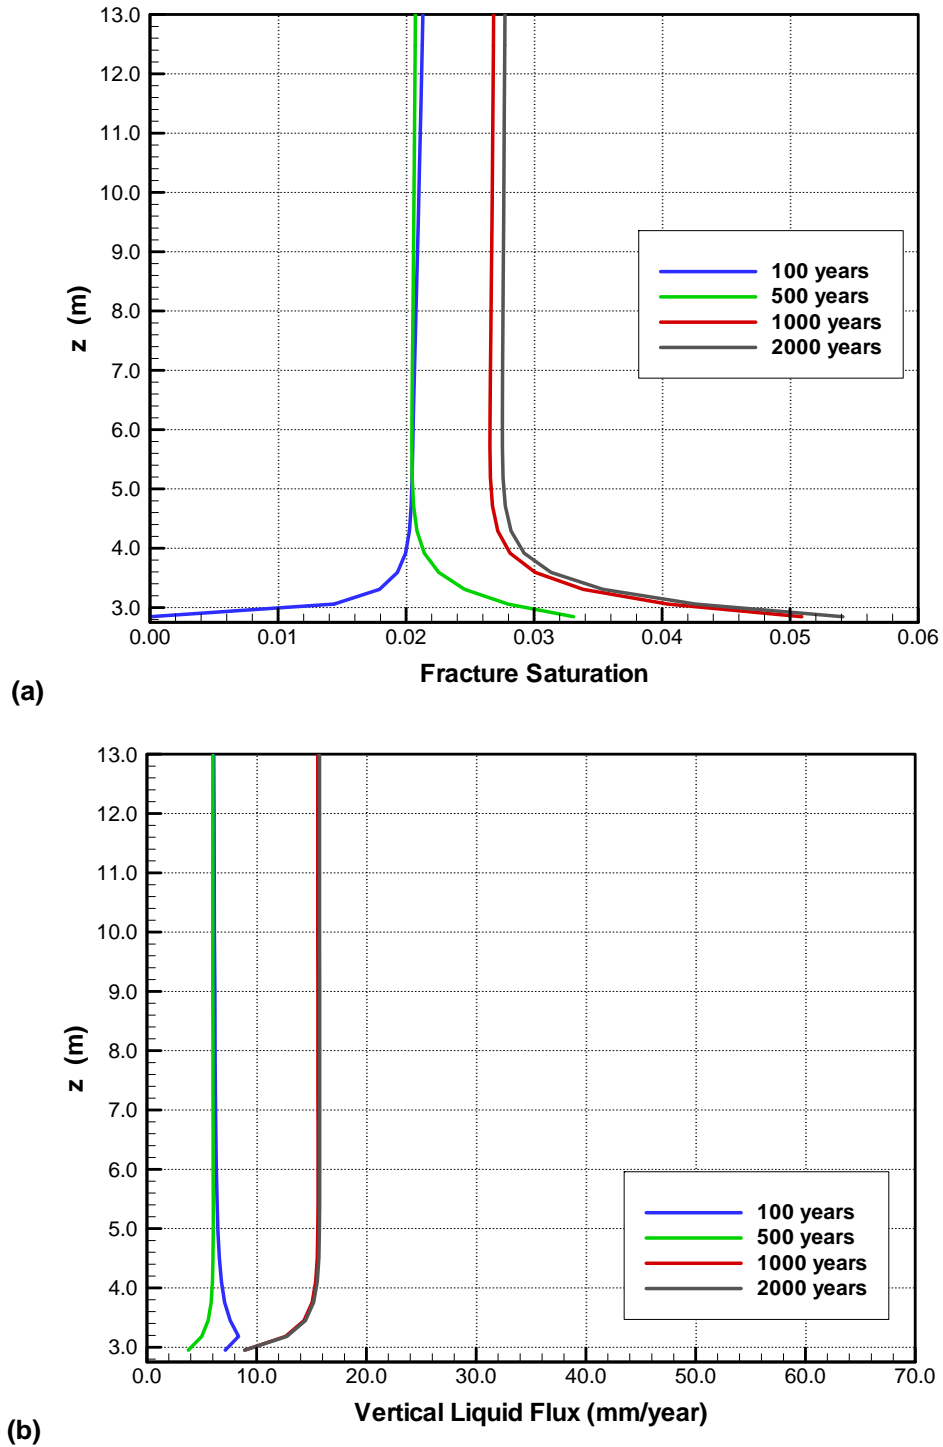 13.0
12.0
11.0
10.0
9.0
8.0
7.0
6.0
5.0
4.0
3.0
z (m)
100 years
500 years
1000 years
2000 years
0.00 0.01 0.02 0.03 0.04 0.05 0.06
Fracture Saturation
(a)
13.0
12.0
11.0
10.0
9.0
8.0
7.0
6.0
5.0
4.0
3.0
z (m)
100 years
500 years
1000 years
2000 years
0.0 10.0 20.0 30.0 40.0 50.0 60.0 70.0
Vertical Liquid Flux (mm/year)
(b)